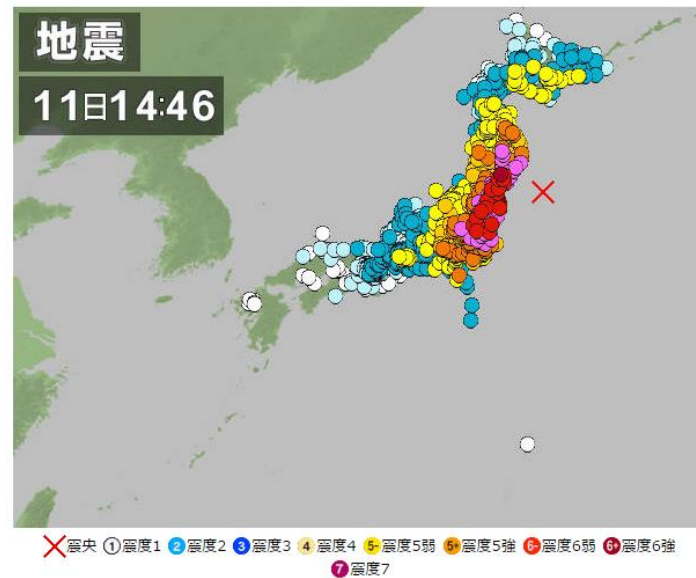 地震
11日14:46
震央 1 震度1 2 震度2 3 震度3 4 震度4 5- 震度5弱 5+ 震度5強 6- 震度6弱 6+ 震度6強
7 震度7